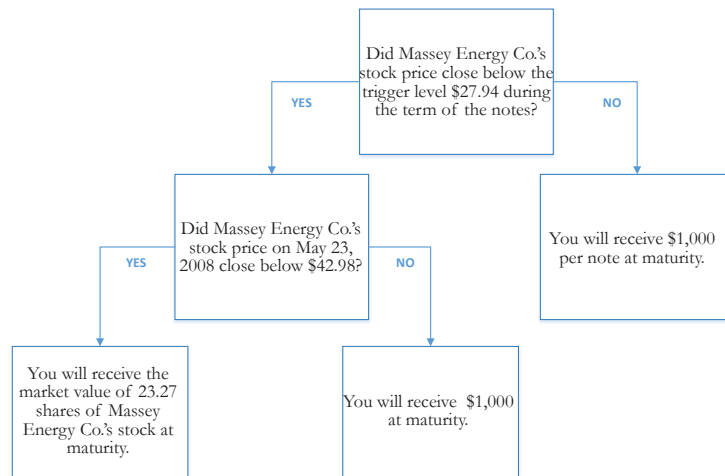 Did Massey Energy Co.'s
stock price close below the
trigger level $27.94 during
the term of the notes?
YES
NO
Did Massey Energy Co.'s
stock price on May 23,
2008 close below $42.98?
You will receive $1,000
per note at maturity.
YES
NO
You will receive the
market value of 23.27
shares of Massey
Energy Co.'s stock at
maturity.
You will receive $1,000
at maturity.